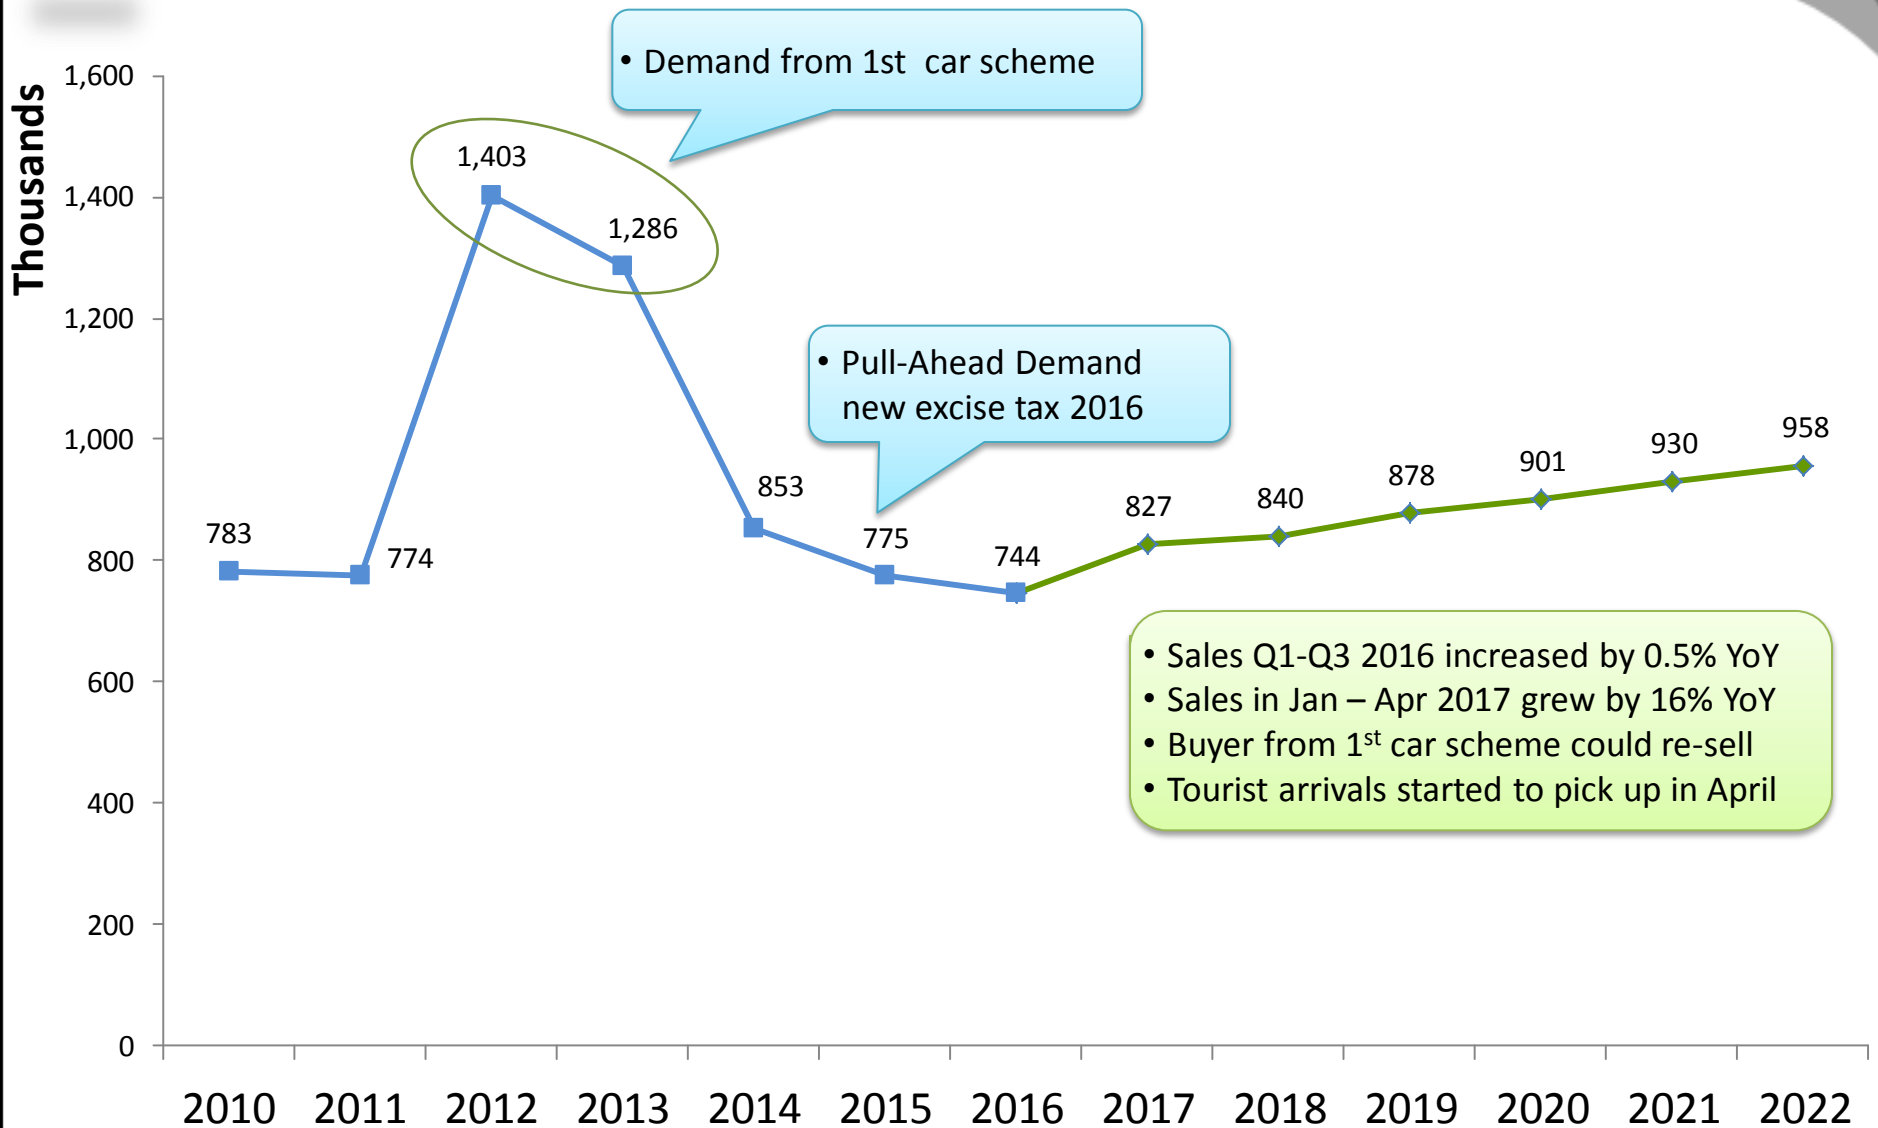 • Demand from 1st car scheme
Thousands
1,600
1,400
1,200
1,000
800
600
400
200
0
783
774
1,403
1,286
853
775
744
827
840
878
901
930
958
• Pull-Ahead Demand
new excise tax 2016
• Sales Q1-Q3 2016 increased by 0.5% YoY
• Sales in Jan – Apr 2017 grew by 16% YoY
• Buyer from 1st car scheme could re-sell
• Tourist arrivals started to pick up in April
2010 2011 2012 2013 2014 2015 2016 2017 2018 2019 2020 2021 2022